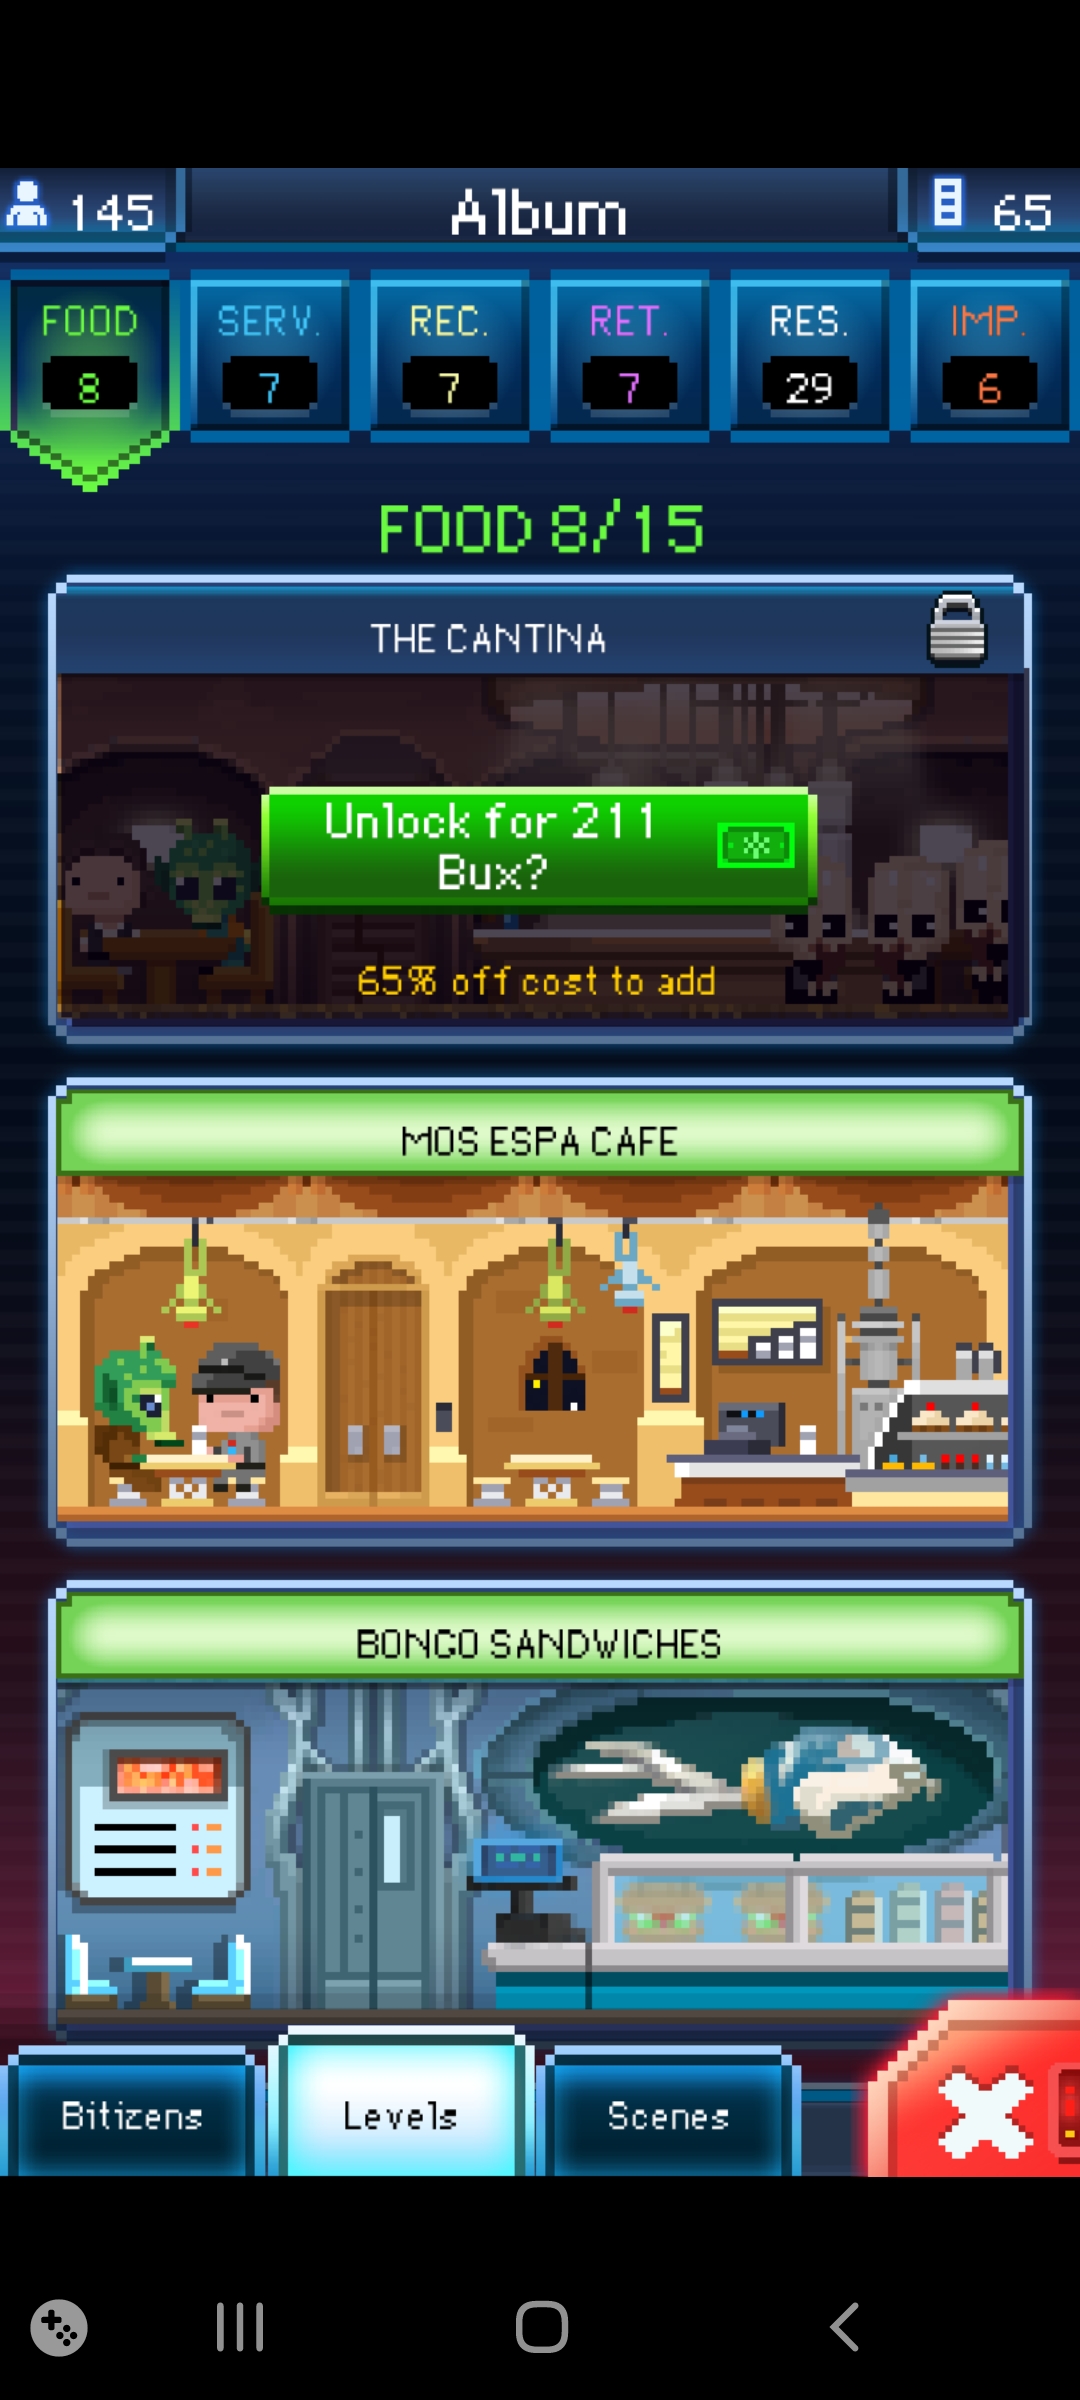 145
Album
65
FOOD
SERV.
REC.
RET.
RES.
IMP.
8
7
7
7
29
6
FOOD 8/15
THE CANTINA
Unlock for 211
Bux?
65% off cost to add
MOS ESPA CAFE
BONGO SANDWICHES
Bitizens
Levels
Scenes